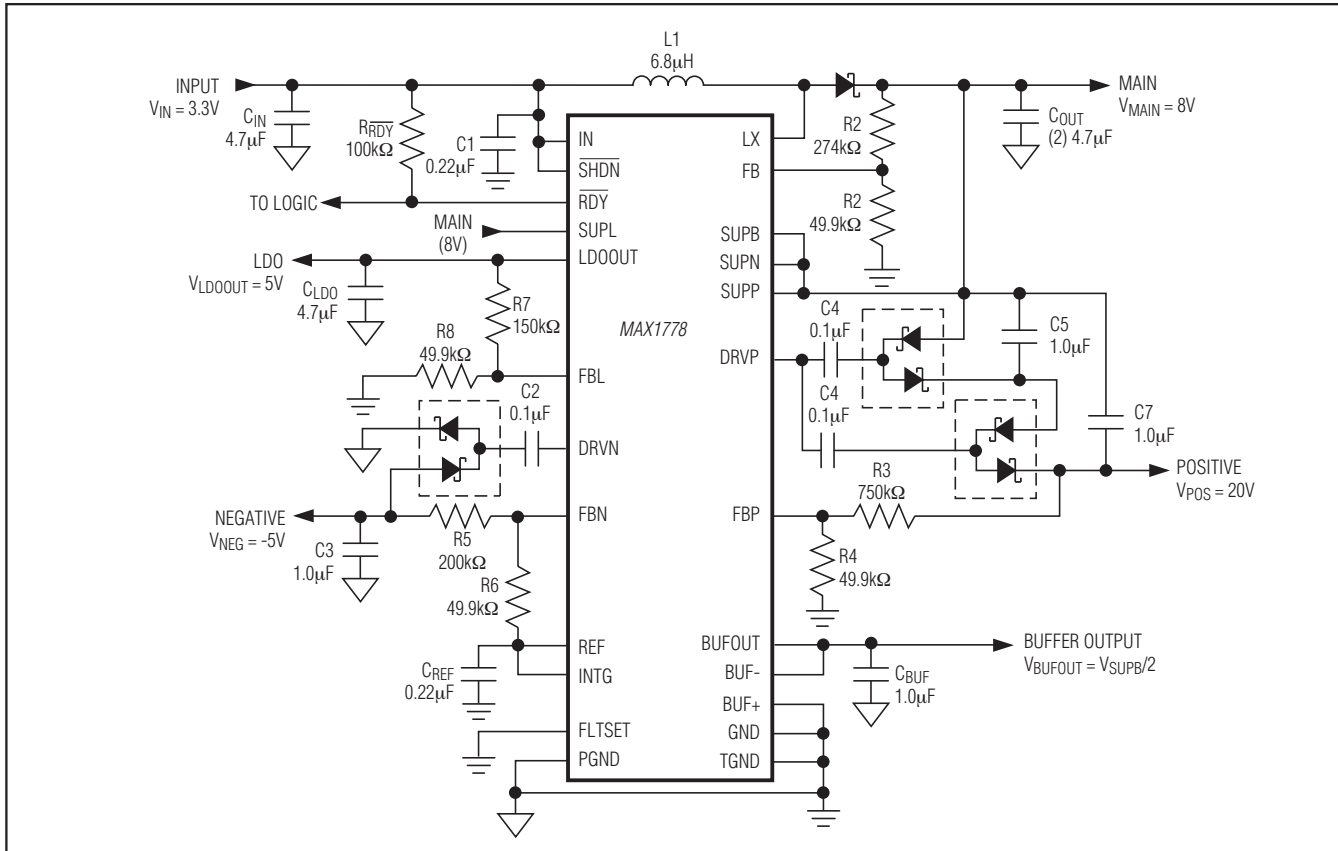 L1
6.8µH
INPUT
VIN = 3.3V
CIN
4.7µF
RRDY
100kΩ
C1
0.22µF
TO LOGIC
MAIN
(8V)
LDO
VLDOOUT = 5V
CLDO
4.7µF
R7
150kΩ
R8
49.9kΩ
C2
0.1µF
NEGATIVE
VNEG = -5V
C3
1.0µF
R5
200kΩ
R6
49.9kΩ
CREF
0.22µF
IN
SHDN
RDY
SUPL
LDOOUT
FBL
DRVN
FBN
REF
INTG
FLTSET
PGND
MAX1778
LX
FB
SUPB
SUPN
SUPP
DRVP
FBP
BUFOUT
BUF-
BUF+
GND
TGND
R2
274kΩ
R2
49.9kΩ
MAIN
VMAIN = 8V
COUT
(2) 4.7µF
C4
0.1µF
C4
0.1µF
C5
1.0µF
C7
1.0µF
R3
750kΩ
POSITIVE
VPOS = 20V
R4
49.9kΩ
BUFFER OUTPUT
VBUFOUT = VSUPB/2
CBUF
1.0µF